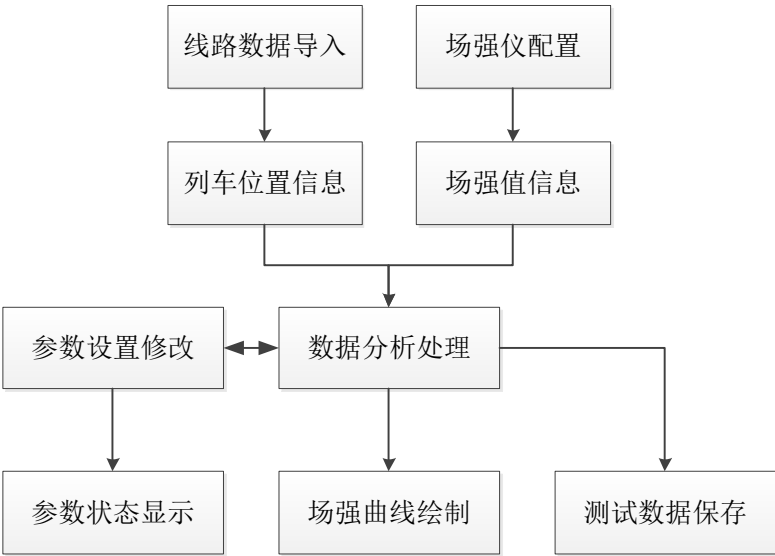 线路数据导入
场强仪配置
列车位置信息
场强值信息
参数设置修改
数据分析处理
参数状态显示
场强曲线绘制
测试数据保存